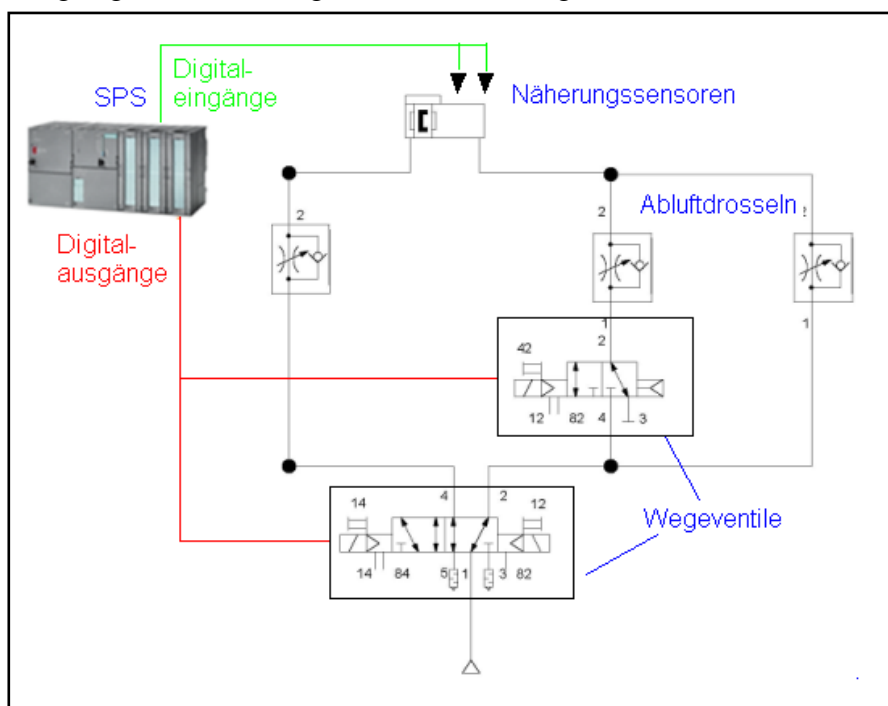 Digital-
eingänge
SPS
Näherungssensoren
Abluftdrosseln
Digital-
ausgänge
2
2
2
1
1
2
42
12
82
4
3
4
2
14
12
14
84
5
1
3
82
Wegeventile